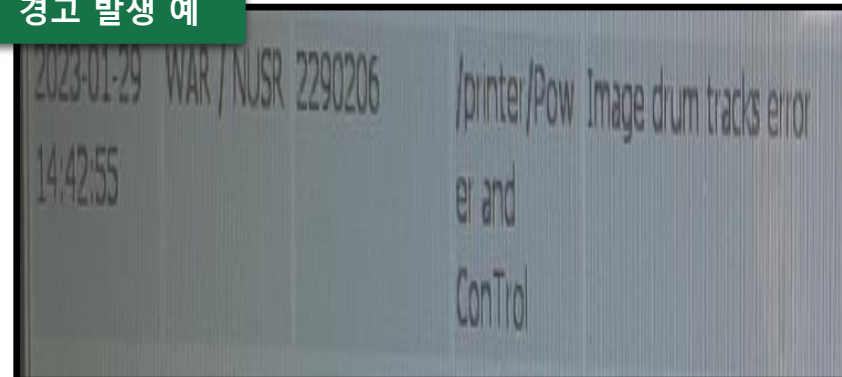 경고 발생 예
2023-01-29 WAR / NUSR 2290206 /printer/Pow Image drum tracks error
14:42:55 er and
ConTrol